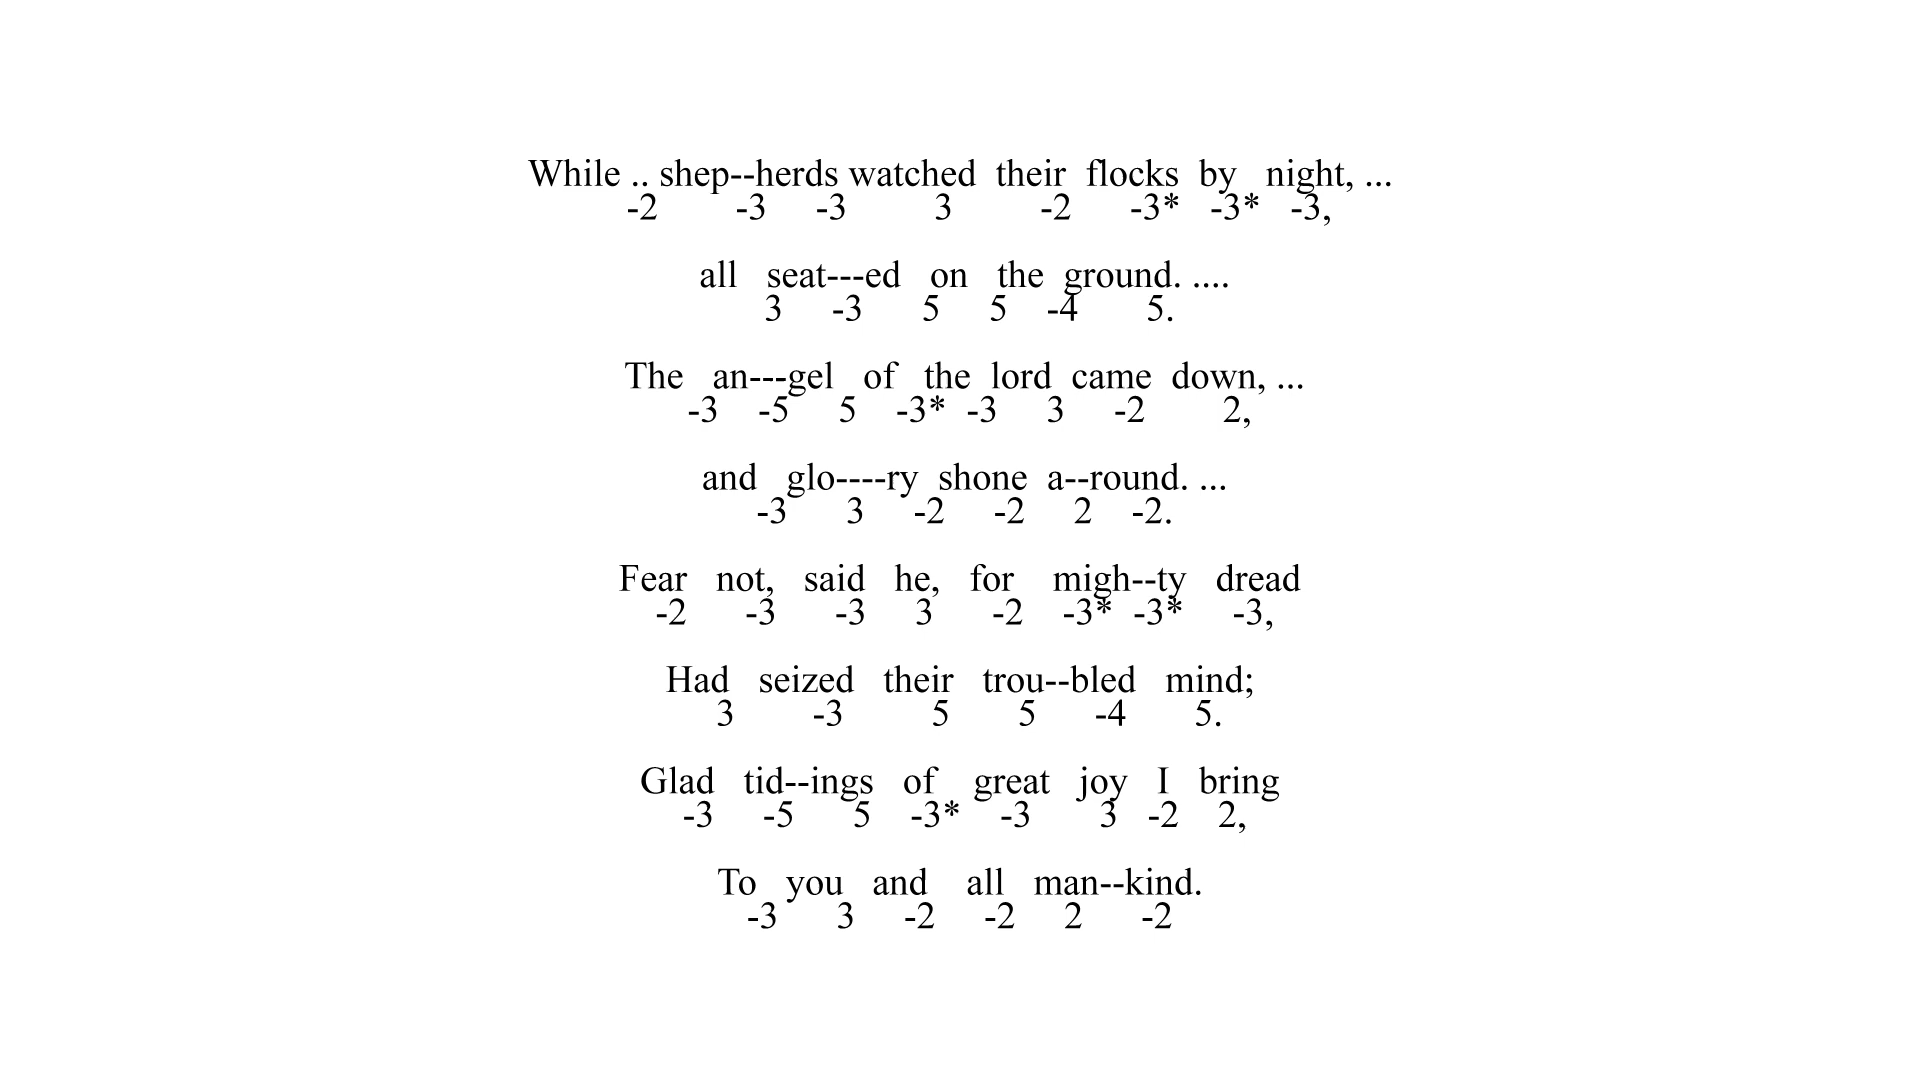 While .. shep--herds watched their flocks by night, ...
-2 -3 -3 3 -2 -3* -3* -3,
all seat---ed on the ground. ....
3 -3 5 5 -4 5.
The an---gel of the lord came down, ...
-3 -5 5 -3* -3 3 -2 2,
and glo----ry shone a--round. ...
-3 3 -2 -2 2 -2.
Fear not, said he, for migh--ty dread
-2 -3 -3 3 -2 -3* -3* -3,
Had seized their trou--bled mind;
3 -3 5 5 -4 5.
Glad tid--ings of great joy I bring
-3 -5 5 -3* -3 3 -2 2,
To you and all man--kind.
-3 3 -2 -2 2 -2